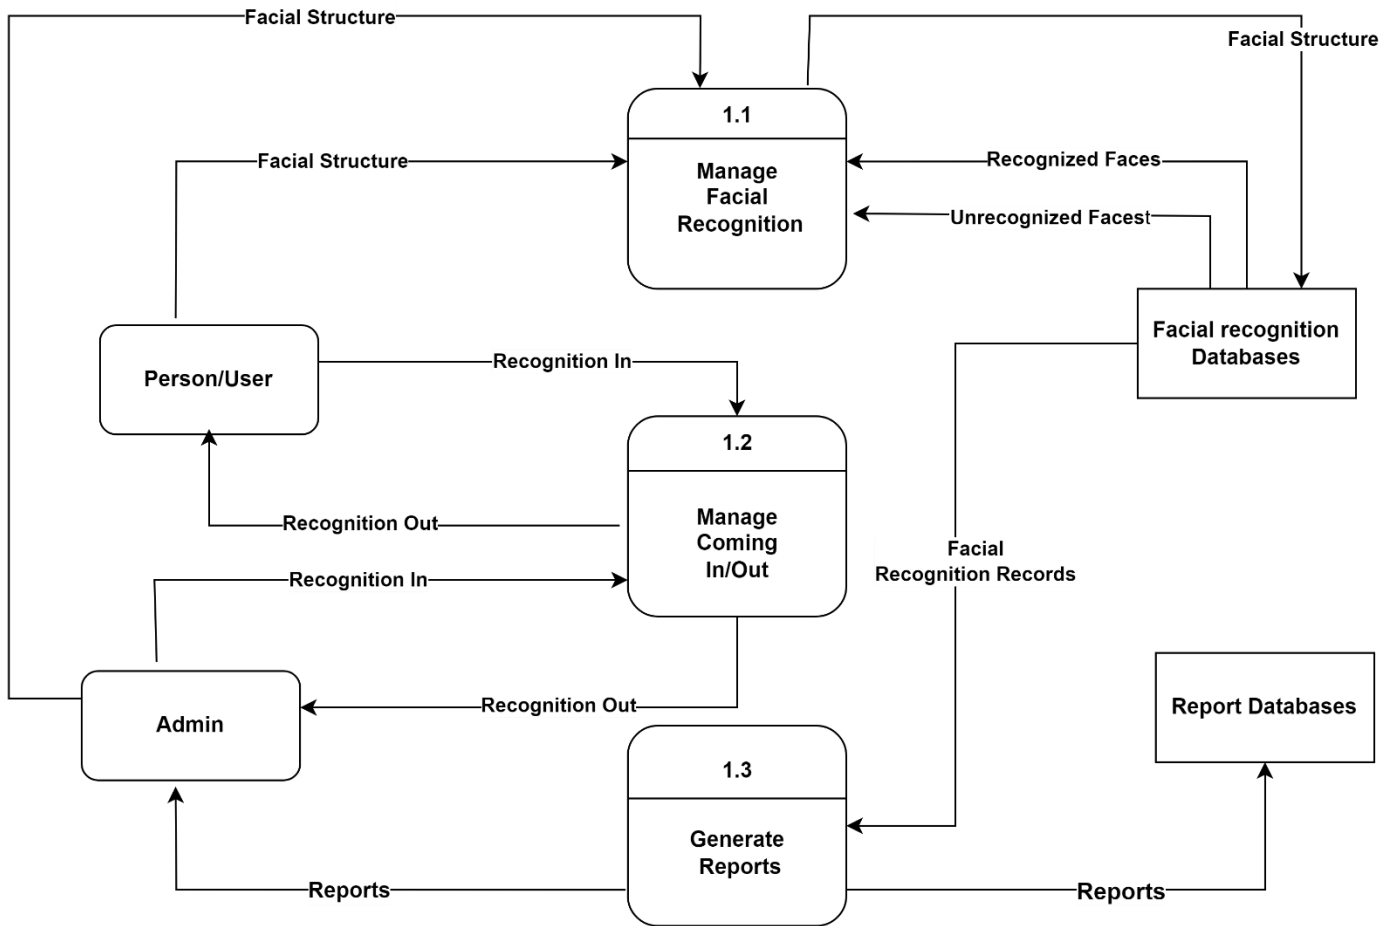 Facial Structure
Facial Structure
1.1
Manage
Facial
Recognition
Facial Structure
Recognized Faces
Unrecognized Facest
Facial recognition
Databases
Person/User
Recognition In
1.2
Manage
Coming
In/Out
Recognition Out
Recognition In
Facial
Recognition Records
Admin
Recognition Out
Report Databases
1.3
Generate
Reports
Reports
Reports